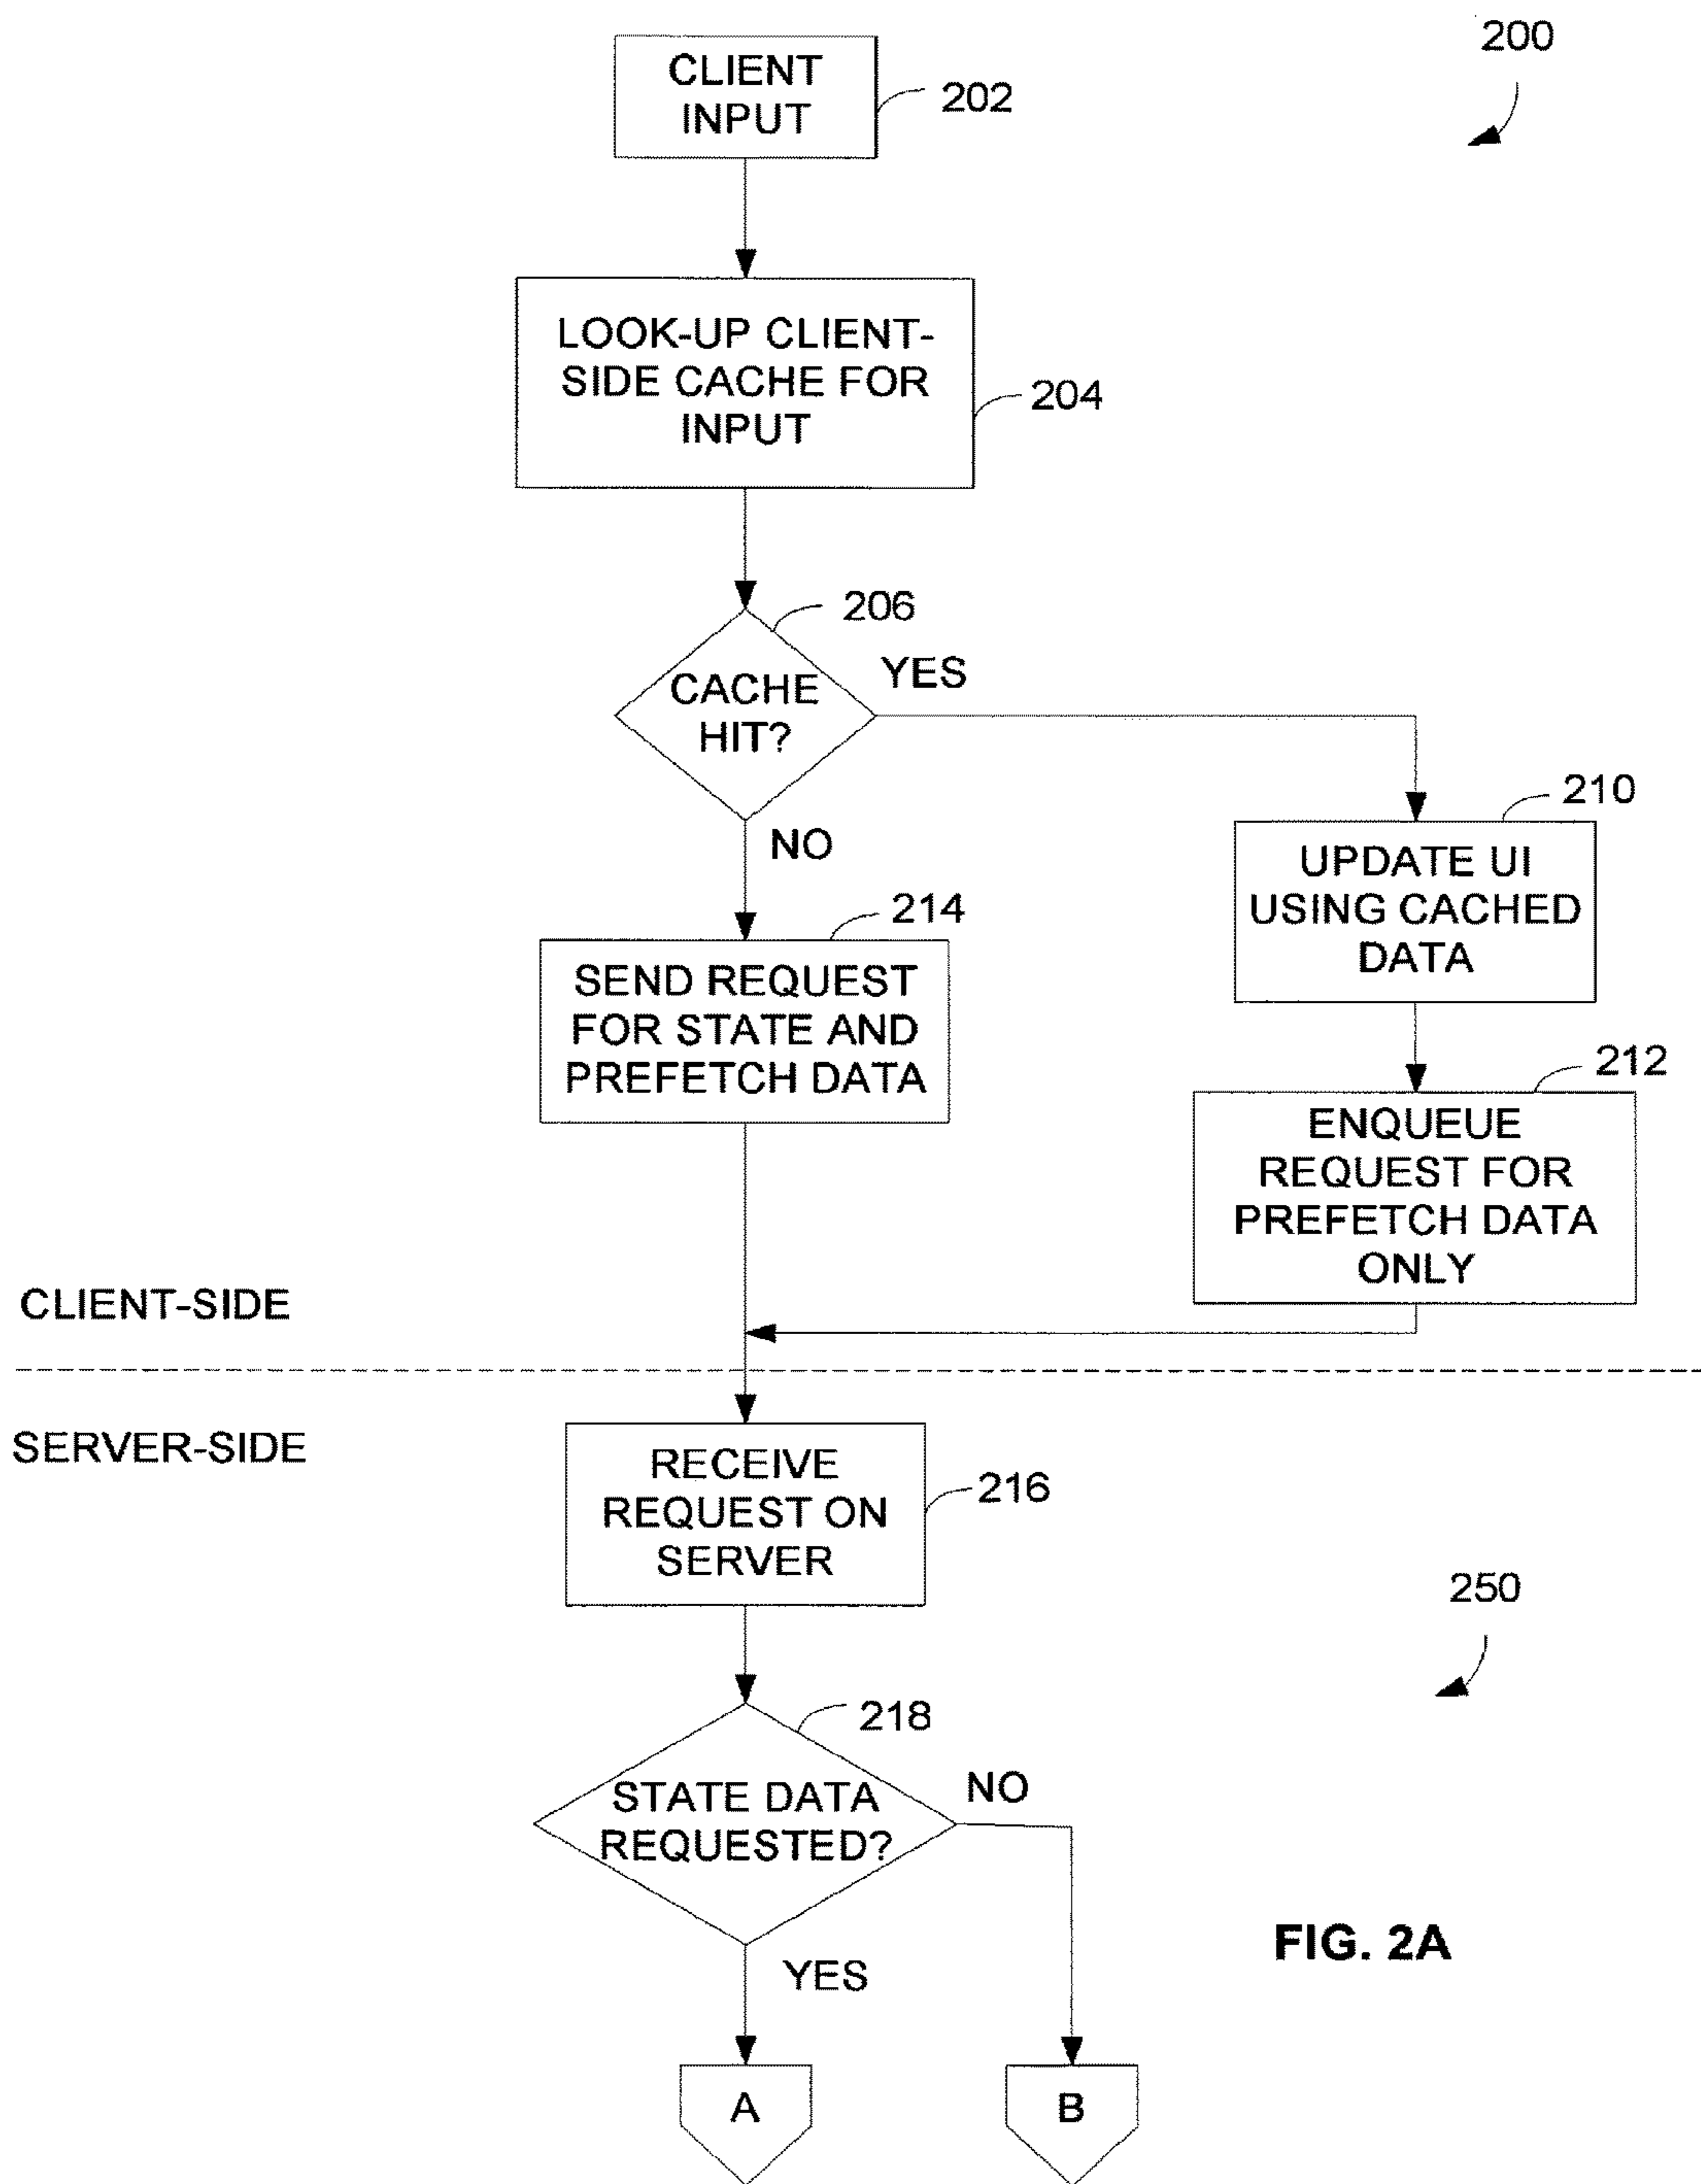 200
CLIENT
INPUT
202
LOOK-UP CLIENT-
SIDE CACHE FOR
INPUT
204
206
CACHE
HIT?
YES
NO
210
UPDATE UI
USING CACHED
DATA
214
SEND REQUEST
FOR STATE AND
PREFETCH DATA
212
ENQUEUE
REQUEST FOR
PREFETCH DATA
ONLY
CLIENT-SIDE
SERVER-SIDE
RECEIVE
REQUEST ON
SERVER
216
250
218
STATE DATA
REQUESTED?
NO
YES
FIG. 2A
A
B